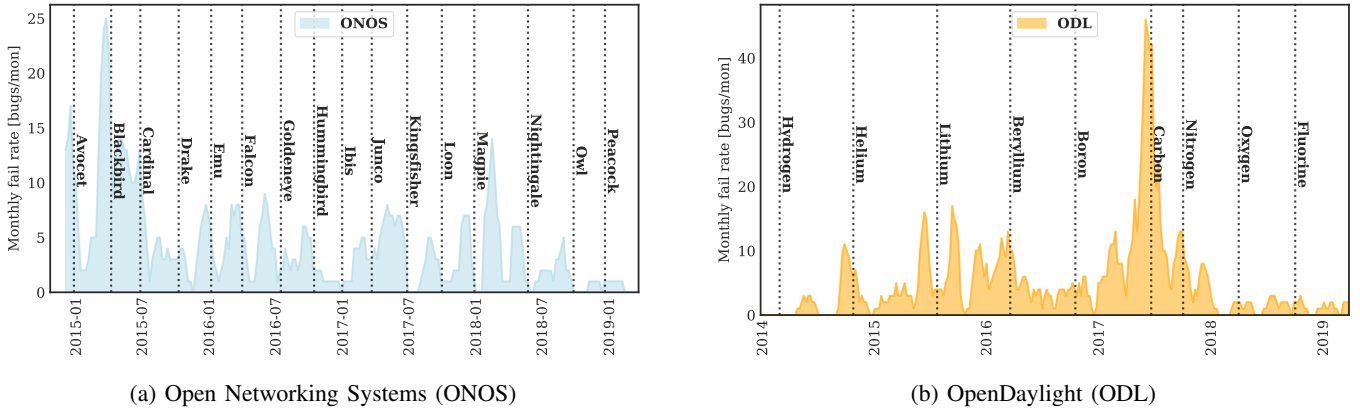 ONOS
Monthly fail rate [bugs/mon]
25
20
15
10
5
0
Avocet
Blackbird
Cardinal
Drake
Emu
Falcon
Goldeneye
Hummingbird
Ibis
Junco
Kingsfisher
Loon
Magpie
Nightingale
Owl
Peacock
2015-01
2015-07
2016-01
2016-07
2017-01
2017-07
2018-01
2018-07
2019-01
(a) Open Networking Systems (ONOS)
ODL
Monthly fail rate [bugs/mon]
40
30
20
10
0
Hydrogen
Helium
Lithium
Beryllium
Boron
Carbon
Nitrogen
Oxygen
Fluorine
2014
2015
2016
2017
2018
2019
(b) OpenDaylight (ODL)